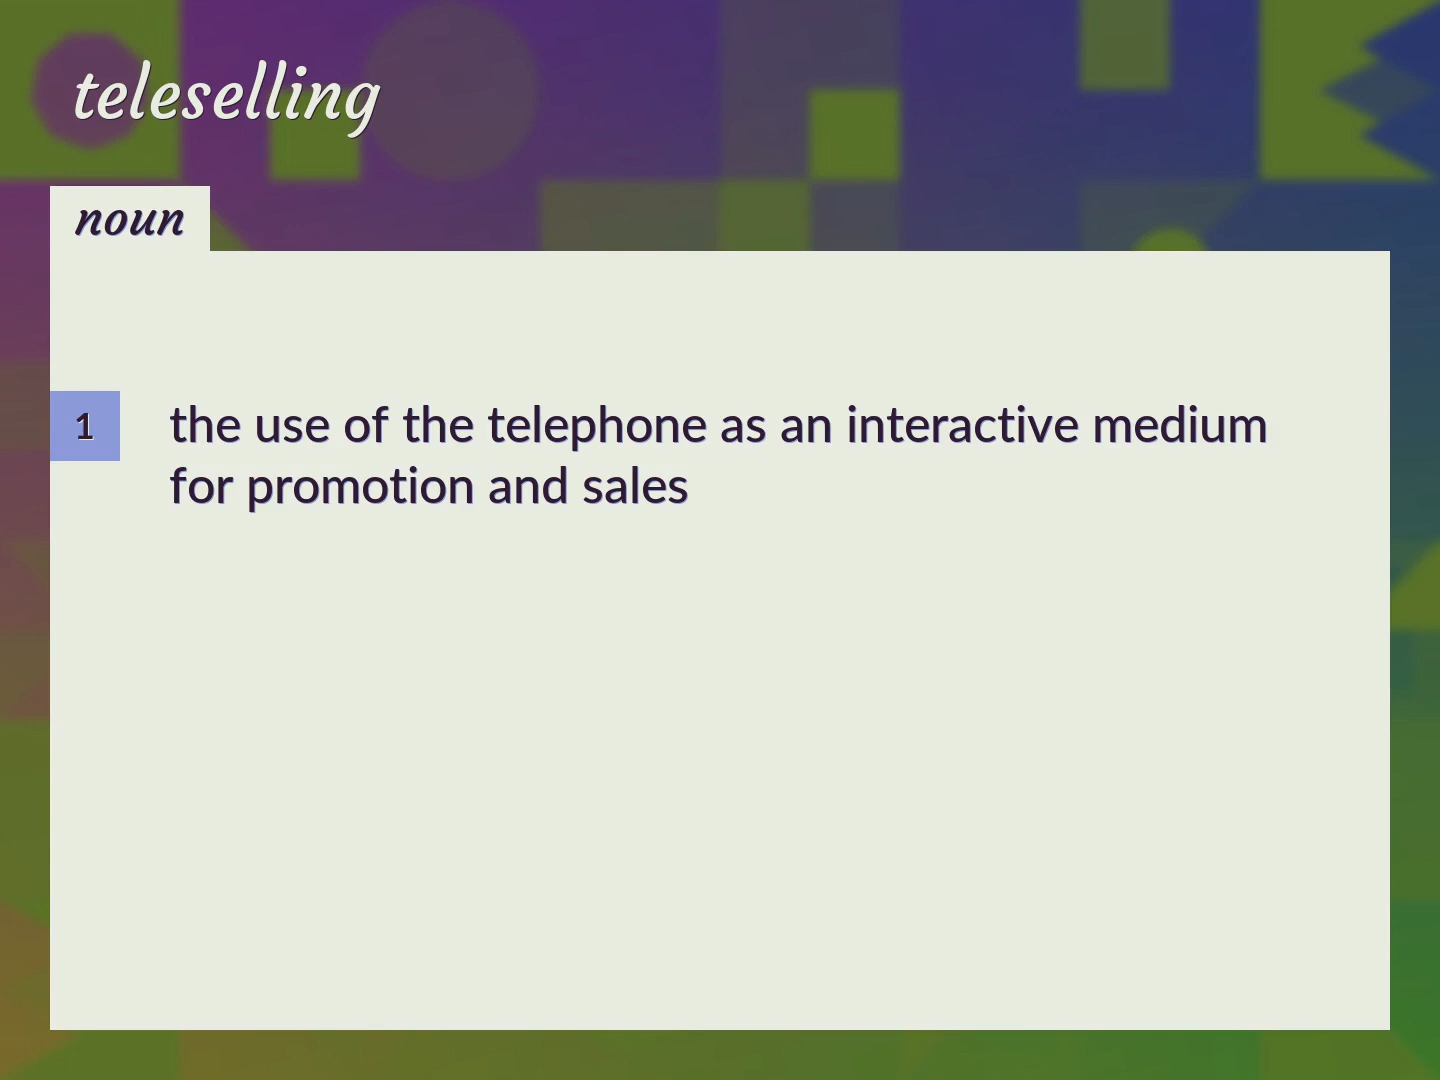 teleselling
noun
1
the use of the telephone as an interactive medium
for promotion and sales